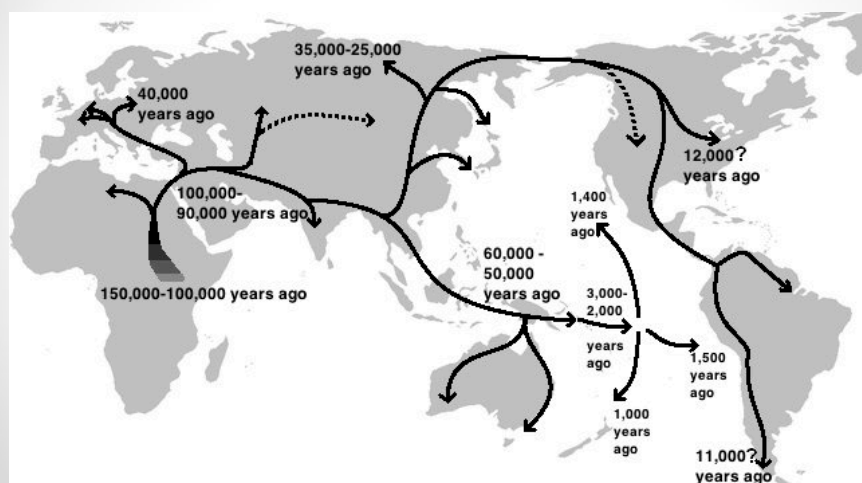 35,000-25,000
years ago
40,000
years ago
100,000-
90,000 years ago
150,000-100,000 years ago
60,000 -
50,000
years ago
1,400
years
ago
3,000-
2,000
years
ago
1,500
years
ago
1,000
years
ago
12,000?
years ago
11,000?
years ago